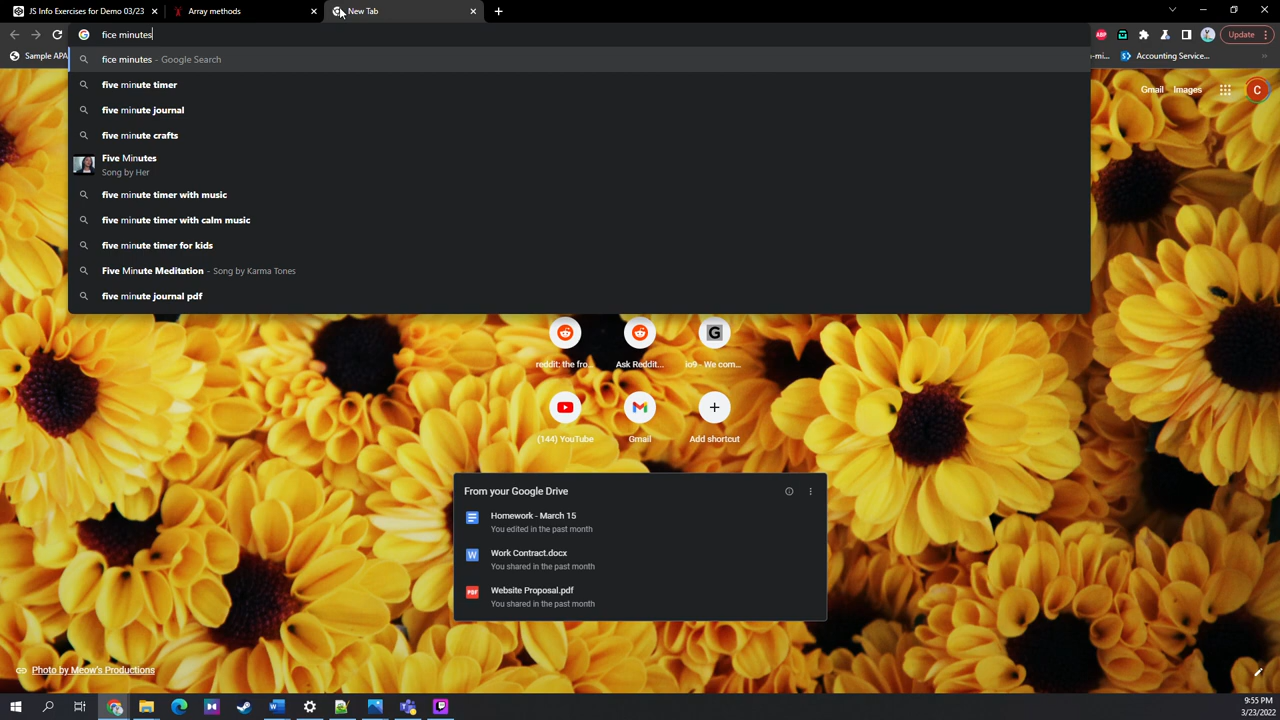 JS Info Exercises for Demo 03/23
Array methods
New Tab
fice minutes
Update
Sample APA
-mi...
Accounting Service...
fice minutes - Google Search
five minute timer
five minute journal
five minute crafts
Five Minutes
Song by Her
five minute timer with music
five minute timer with calm music
five minute timer for kids
Five Minute Meditation - Song by Karma Tones
five minute journal pdf
Gmail Images
C
reddit: the fro...
Ask Reddit...
io9 - We com...
(144) YouTube
Gmail
Add shortcut
From your Google Drive
Homework - March 15
You edited in the past month
Work Contract.docx
You shared in the past month
Website Proposal.pdf
You shared in the past month
Photo by Meow's Productions
9:55 PM
3/23/2022